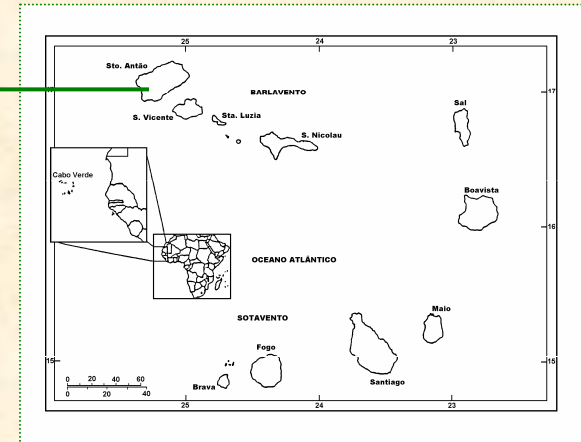 25 24 23
Sto. Antão
BARLAVENTO
17
S. Vicente
Sta. Luzia
Sal
S. Nicolau
Cabo Verde
Boavista
16
OCEANO ATLÂNTICO
SOTAVENTO
Maio
Fogo
15 15
0 20 40 60
0 20 40
Brava
Santiago
25 24 23